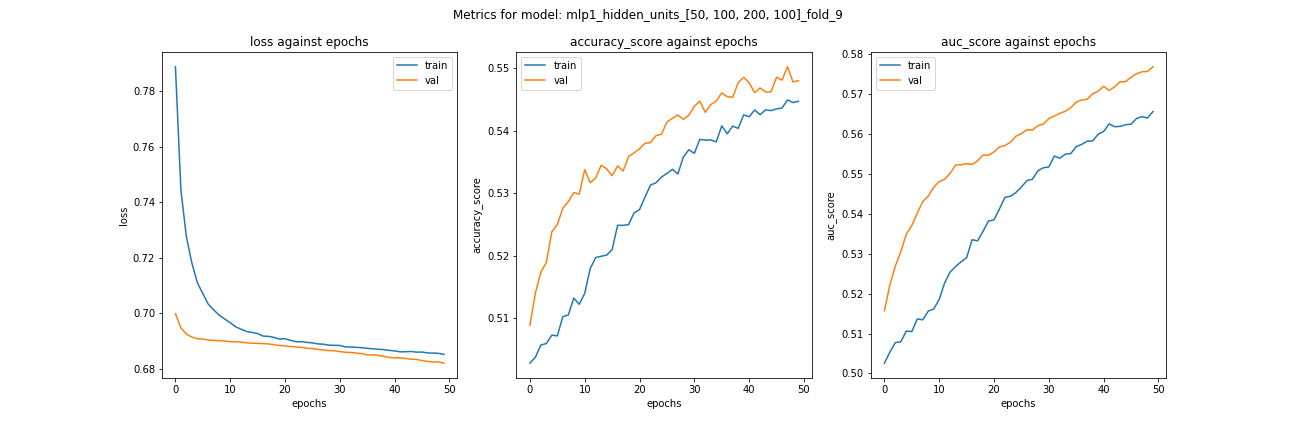 Metrics for model: mlp1_hidden_units_[50, 100, 200, 100]_fold_9
loss against epochs
train
val
loss
0.78
0.76
0.74
0.72
0.70
0.68
0 10 20 30 40 50
epochs
accuracy_score against epochs
train
val
accuracy_score
0.55
0.54
0.53
0.52
0.51
0 10 20 30 40 50
epochs
auc_score against epochs
train
val
auc_score
0.58
0.57
0.56
0.55
0.54
0.53
0.52
0.51
0.50
0 10 20 30 40 50
epochs